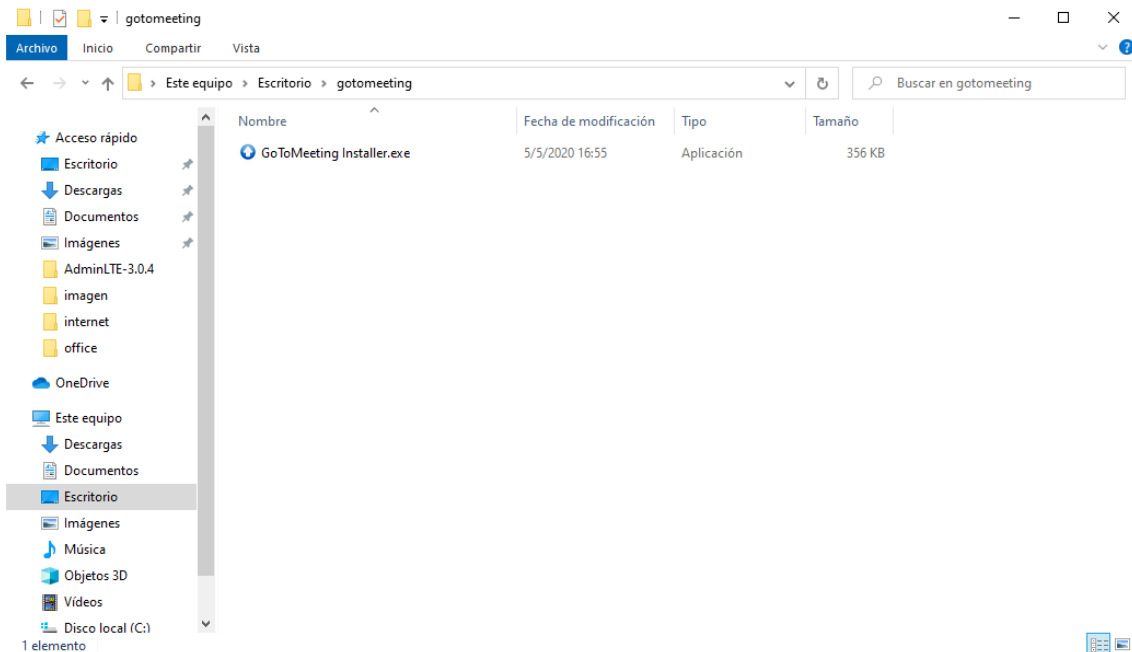 gotomeeting
Archivo Inicio Compartir Vista
Este equipo Escritorio gotomeeting Buscar en gotomeeting
Nombre Fecha de modificación Tipo Tamaño
GoToMeeting Installer.exe 5/5/2020 16:55 Aplicación 356 KB
Acceso rápido
Escritorio
Descargas
Documentos
Imágenes
AdminLTE-3.0.4
imagen
internet
office
OneDrive
Este equipo
Descargas
Documentos
Escritorio
Imágenes
Música
Objetos 3D
Vídeos
Disco local (C:)
1 elemento